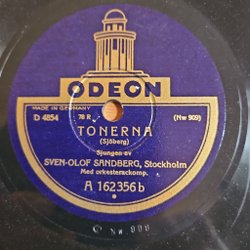 ODEON
MADE IN GERMANY
D 4854 78 R. (Nw 909)
TONERNA
(Sjöberg)
Sjungen av
SVEN-OLOF SANDBERG, Stockholm
Med orkesterackomp.
A 162356 b